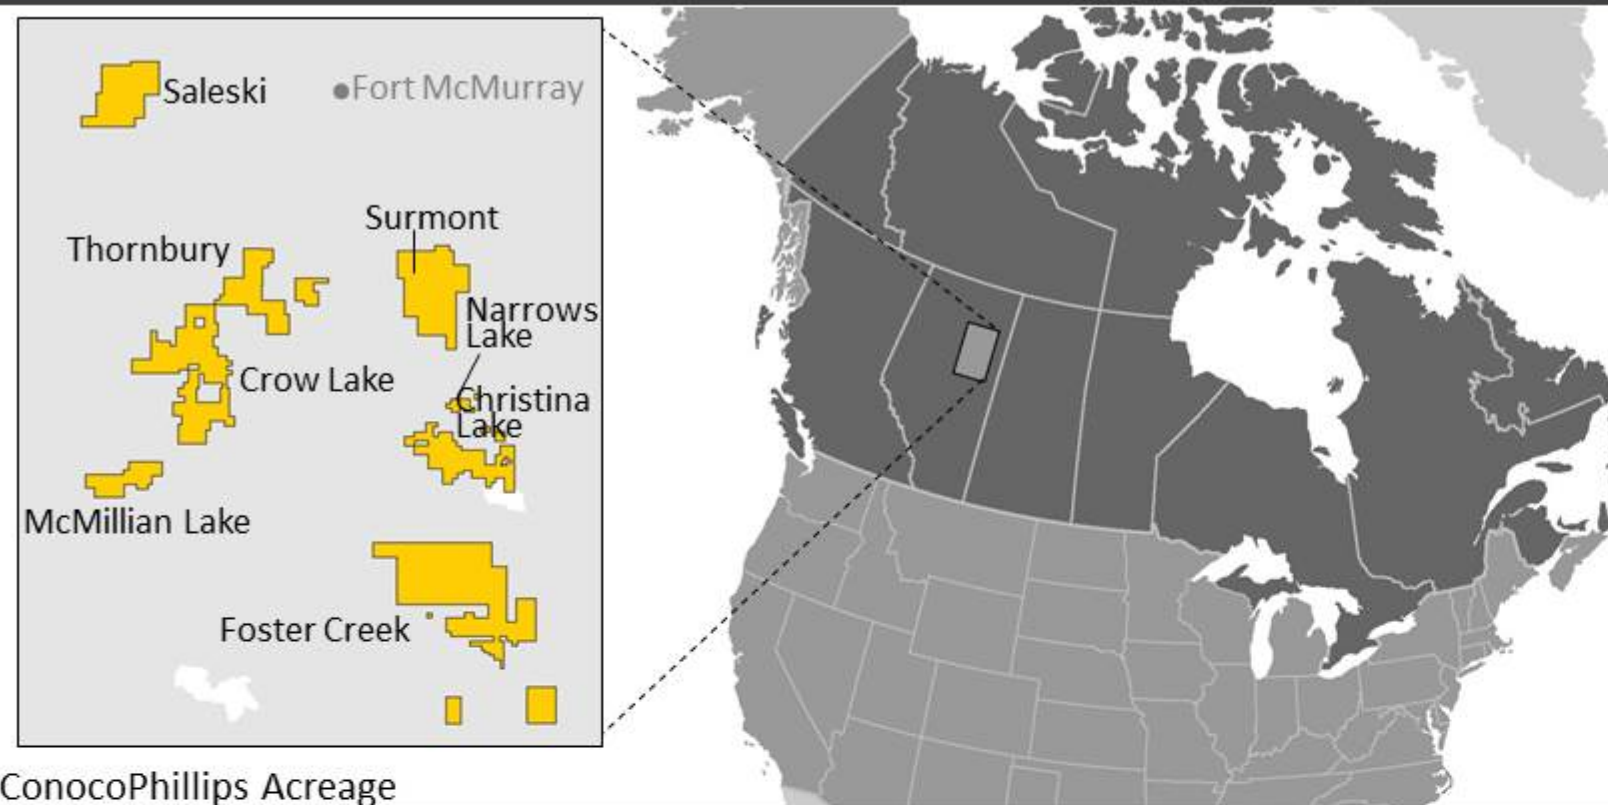 Saleski
Fort McMurray
Surmont
Thornbury
Narrows
Lake
Crow Lake
Christina
Lake
McMillian Lake
Foster Creek
ConocoPhillips Acreage